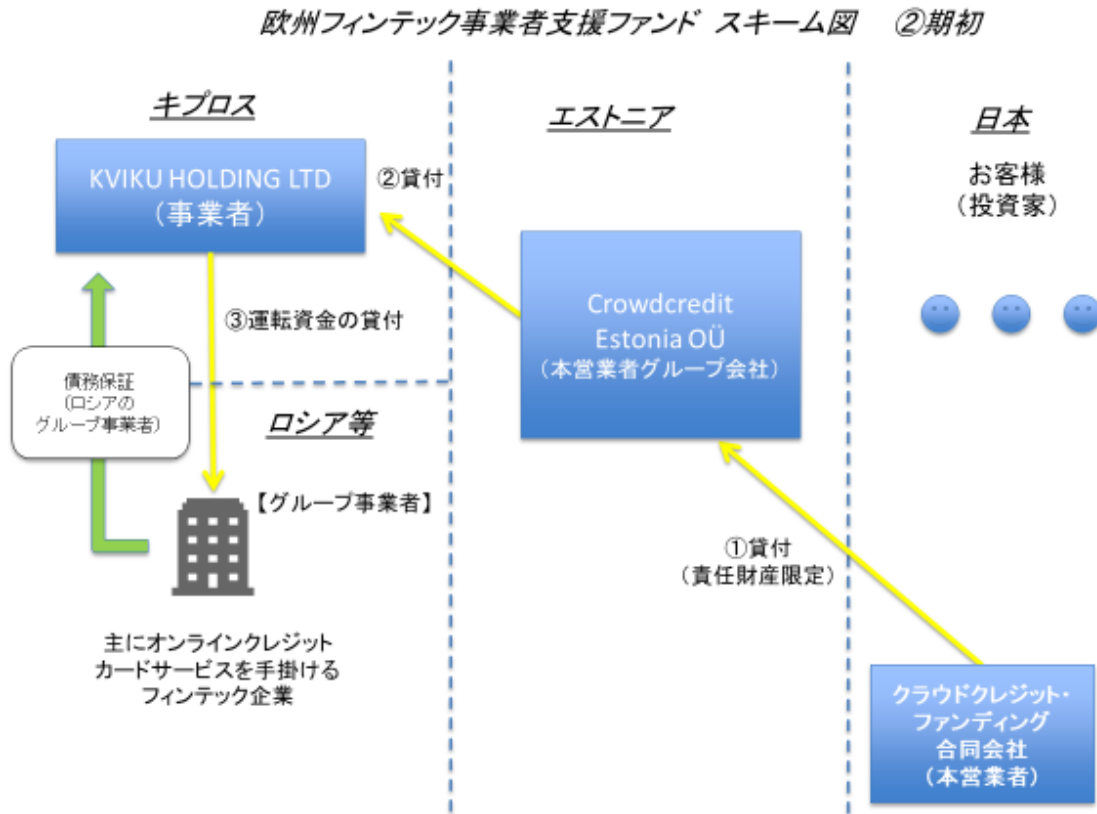 欧州フィンテック事業者支援ファンド スキーム図 ②期初
キプロス
KVIKU HOLDING LTD
（事業者）
②貸付
③運転資金の貸付
債務保証
(ロシアの
グループ事業者)
ロシア等
【グループ事業者】
主にオンラインクレジット
カードサービスを手掛ける
フィンテック企業
エストニア
Crowdcredit
Estonia OÜ
（本営業者グループ会社）
①貸付
（責任財産限定）
日本
お客様
（投資家）
クラウドクレジット・
ファンディング
合同会社
（本営業者）